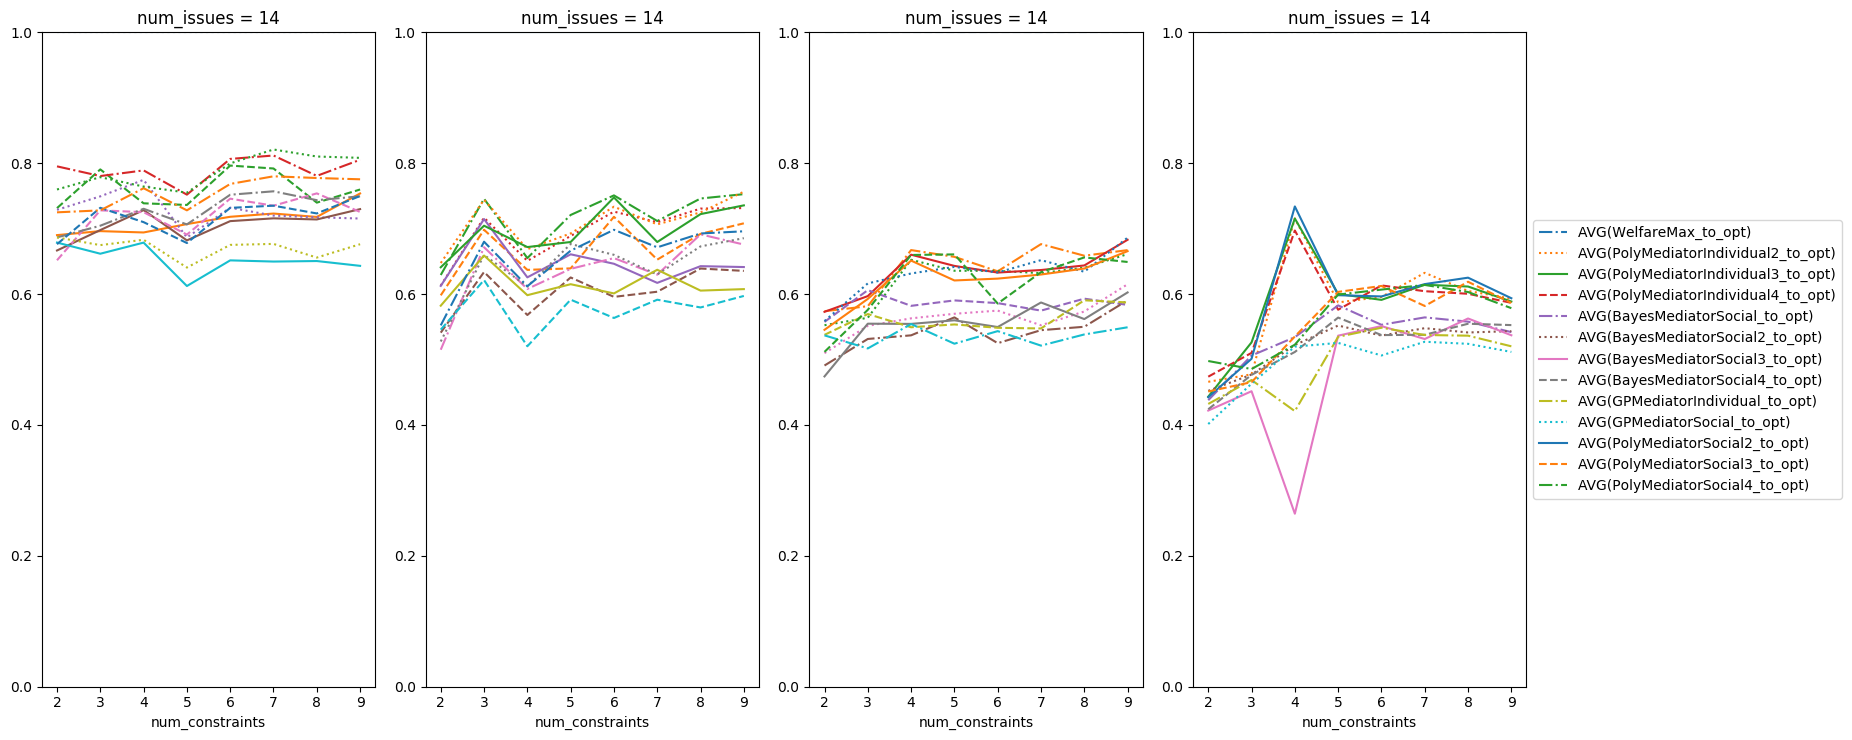 num_issues = 14
1.0
0.8
0.6
0.4
0.2
0.0
2 3 4 5 6 7 8 9
num_constraints
num_issues = 14
1.0
0.8
0.6
0.4
0.2
0.0
2 3 4 5 6 7 8 9
num_constraints
num_issues = 14
1.0
0.8
0.6
0.4
0.2
0.0
2 3 4 5 6 7 8 9
num_constraints
num_issues = 14
1.0
0.8
0.6
0.4
0.2
0.0
2 3 4 5 6 7 8 9
num_constraints
AVG(WelfareMax_to_opt)
AVG(PolyMediatorIndividual2_to_opt)
AVG(PolyMediatorIndividual3_to_opt)
AVG(PolyMediatorIndividual4_to_opt)
AVG(BayesMediatorSocial_to_opt)
AVG(BayesMediatorSocial2_to_opt)
AVG(BayesMediatorSocial3_to_opt)
AVG(BayesMediatorSocial4_to_opt)
AVG(GPMediatorIndividual_to_opt)
AVG(GPMediatorSocial_to_opt)
AVG(PolyMediatorSocial2_to_opt)
AVG(PolyMediatorSocial3_to_opt)
AVG(PolyMediatorSocial4_to_opt)